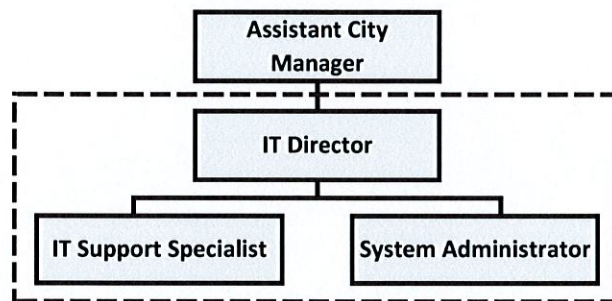 Assistant City
Manager
IT Director
IT Support Specialist
System Administrator